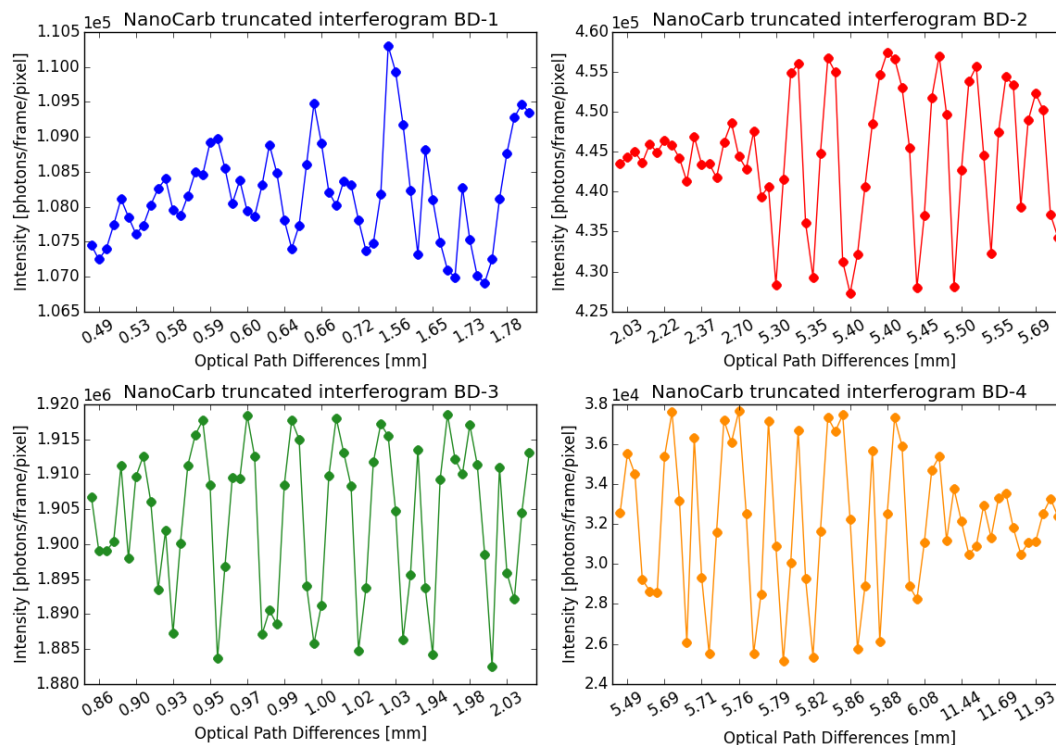 NanoCarb truncated interferogram BD-1
1e5
Intensity [photons/frame/pixel]
1.105
1.100
1.095
1.090
1.085
1.080
1.075
1.070
1.065
0.49 0.53 0.58 0.59 0.60 0.64 0.66 0.72 1.56 1.65 1.73 1.78
Optical Path Differences [mm]
NanoCarb truncated interferogram BD-2
1e5
Intensity [photons/frame/pixel]
4.60
4.55
4.50
4.45
4.40
4.35
4.30
4.25
2.03 2.22 2.37 2.70 5.30 5.35 5.40 5.40 5.45 5.50 5.55 5.69
Optical Path Differences [mm]
NanoCarb truncated interferogram BD-3
1e6
Intensity [photons/frame/pixel]
1.920
1.915
1.910
1.905
1.900
1.895
1.890
1.885
1.880
0.86 0.90 0.93 0.95 0.97 0.99 1.00 1.02 1.03 1.94 1.98 2.03
Optical Path Differences [mm]
NanoCarb truncated interferogram BD-4
1e4
Intensity [photons/frame/pixel]
3.8
3.6
3.4
3.2
3.0
2.8
2.6
2.4
5.49 5.69 5.71 5.76 5.79 5.82 5.86 5.88 6.08 11.44 11.69 11.93
Optical Path Differences [mm]